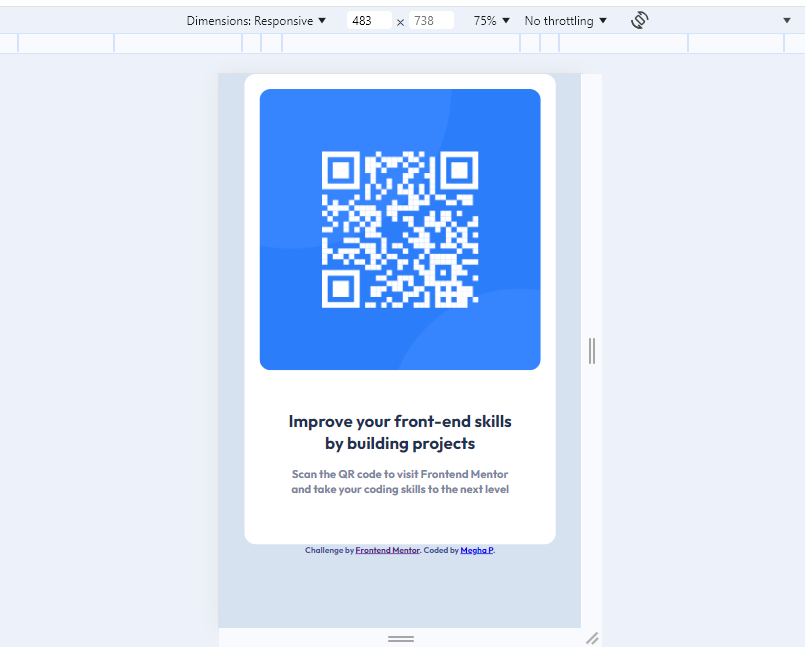 Dimensions: Responsive ▼ 483 × 738 75% ▼ No throttling ▼
Improve your front-end skills
by building projects
Scan the QR code to visit Frontend Mentor
and take your coding skills to the next level
Challenge by Frontend Mentor. Coded by Megha P.